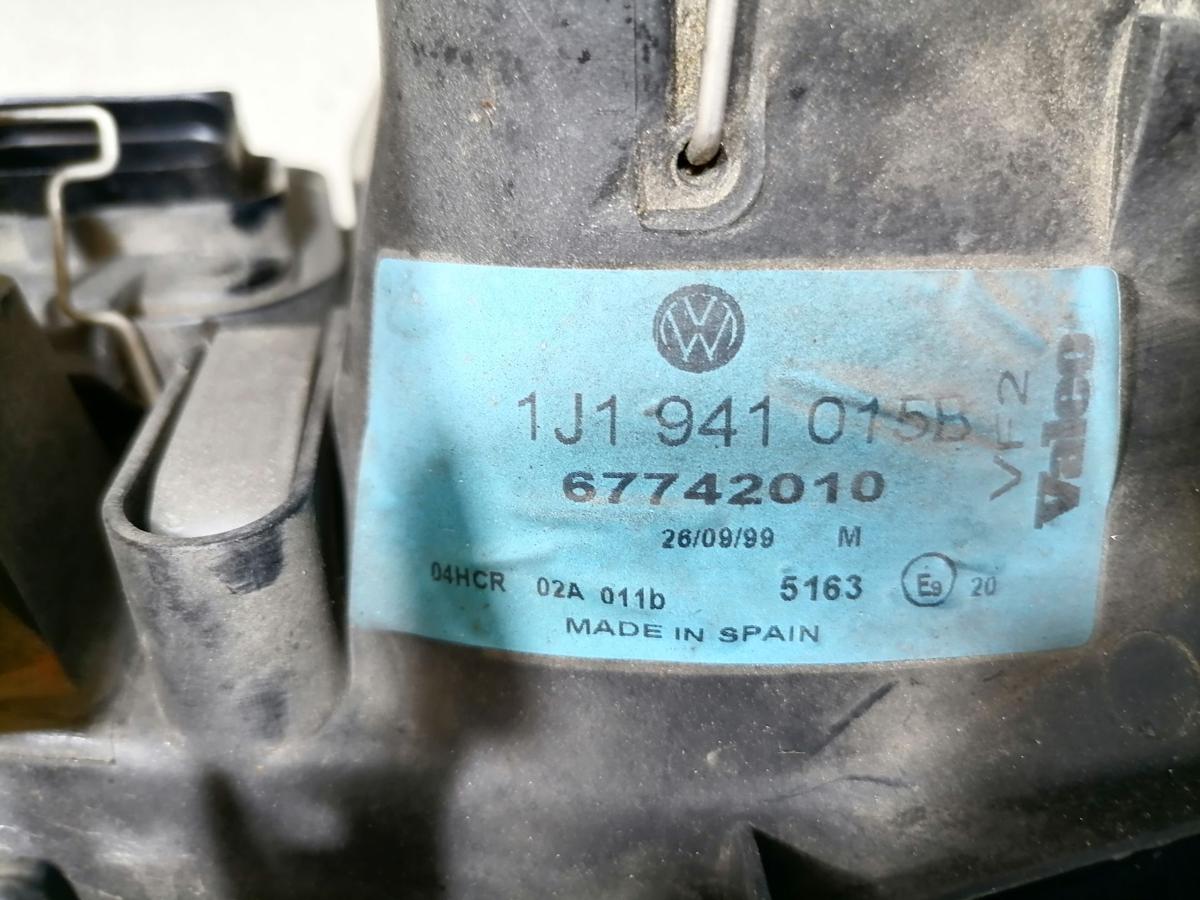 1J1 941 015B
67742010
26/09/99 M
04HCR 02A 011b 5163 E9 20
MADE IN SPAIN
VF2
Valeo